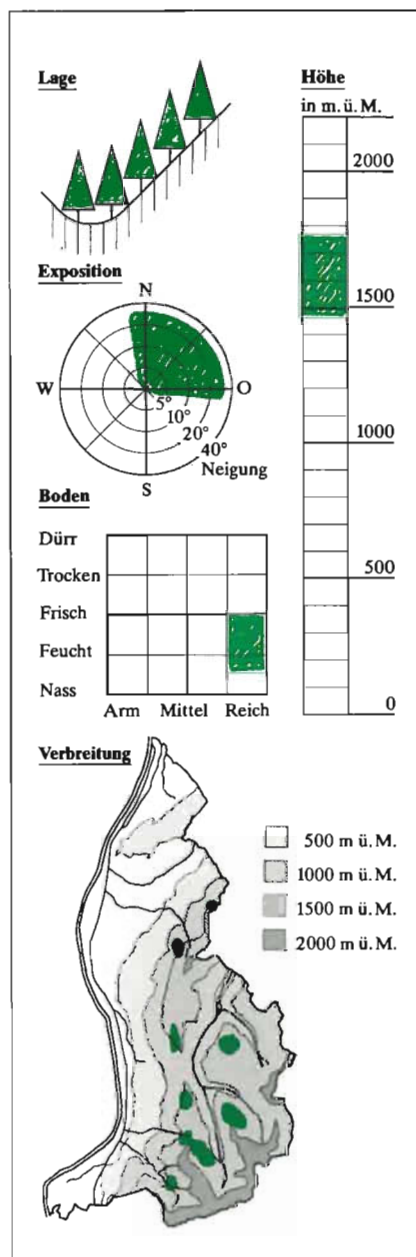 Lage
Höhe
in m.ü.M.
2000
1500
1000
500
0
Exposition
N
W
O
S
5°
10°
20°
40°
Neigung
Boden
Dürr
Trocken
Frisch
Feucht
Nass
Arm Mittel Reich
Verbreitung
500 m ü.M.
1000 m ü.M.
1500 m ü.M.
2000 m ü.M.